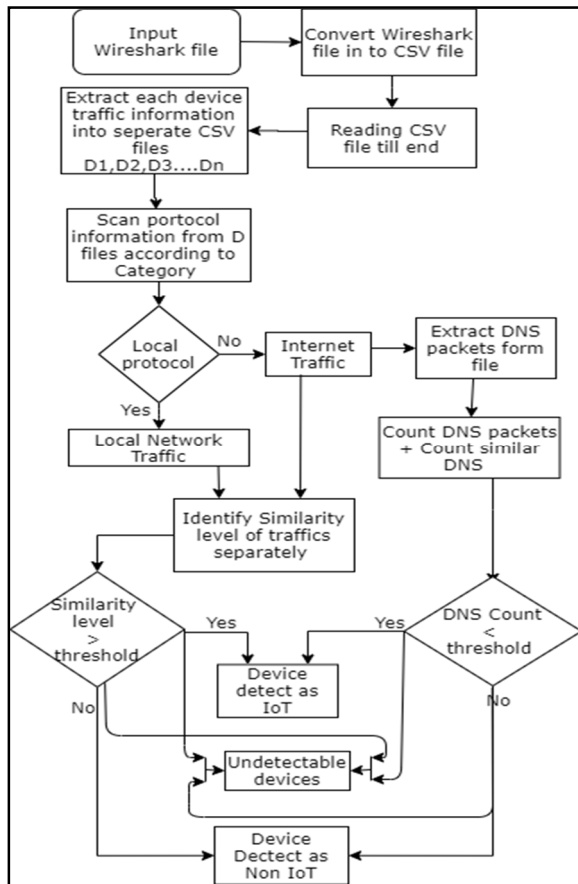 Input
Wireshark file
Convert Wireshark
file in to CSV file
Extract each device
traffic information
into seperate CSV
files
D1,D2,D3....Dn
Reading CSV
file till end
Scan portocol
information from D
files according to
Category
Local
protocol
No
Yes
Internet
Traffic
Extract DNS
packets form
file
Local Network
Traffic
Count DNS packets
+ Count similar
DNS
Identify Similarity
level of traffics
separately
Similarity
level
>
threshold
Yes
No
DNS Count
<
threshold
Yes
No
Device
detect as
IoT
Undetectable
devices
Device
Dectect as
Non IoT